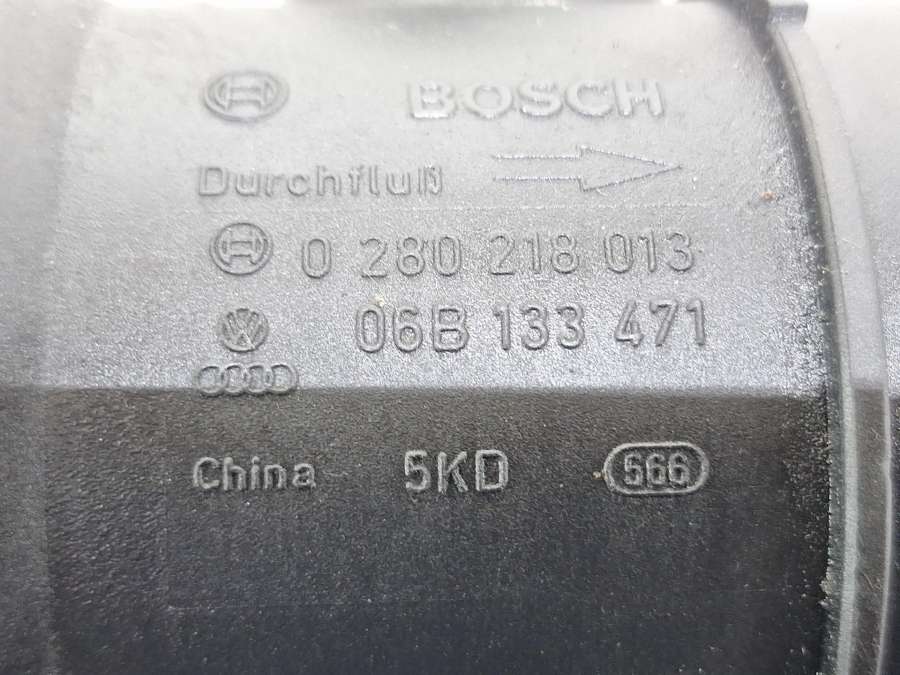 BOSCH
Durchfluß
0 280 218 013
06B 133 471
China 5KD 566